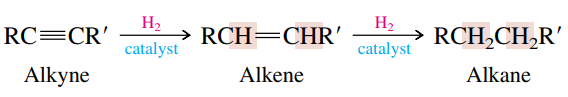 H₂ H₂
RC≡CR′ → RCH=CHR′ → RCH₂CH₂R′
catalyst catalyst
Alkyne Alkene Alkane